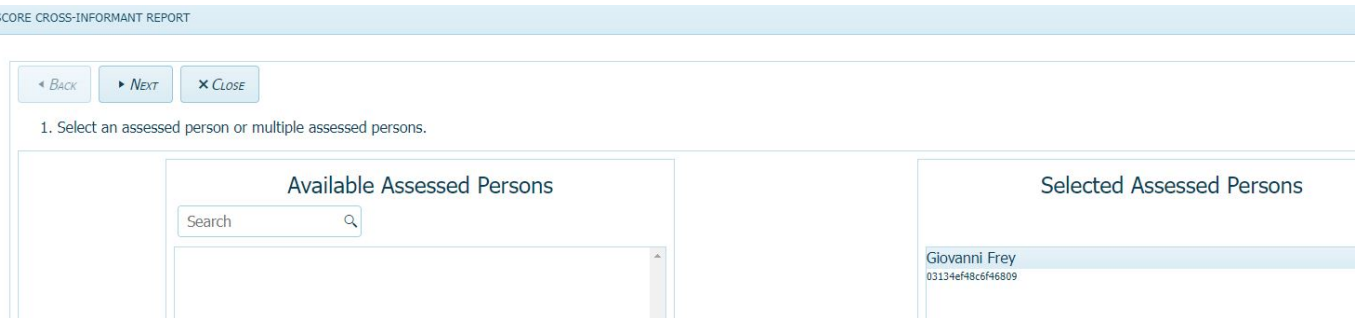 SCORE CROSS-INFORMANT REPORT
BACK NEXT CLOSE
1. Select an assessed person or multiple assessed persons.
Available Assessed Persons
Search
Selected Assessed Persons
Giovanni Frey
03134ef48c6f46809